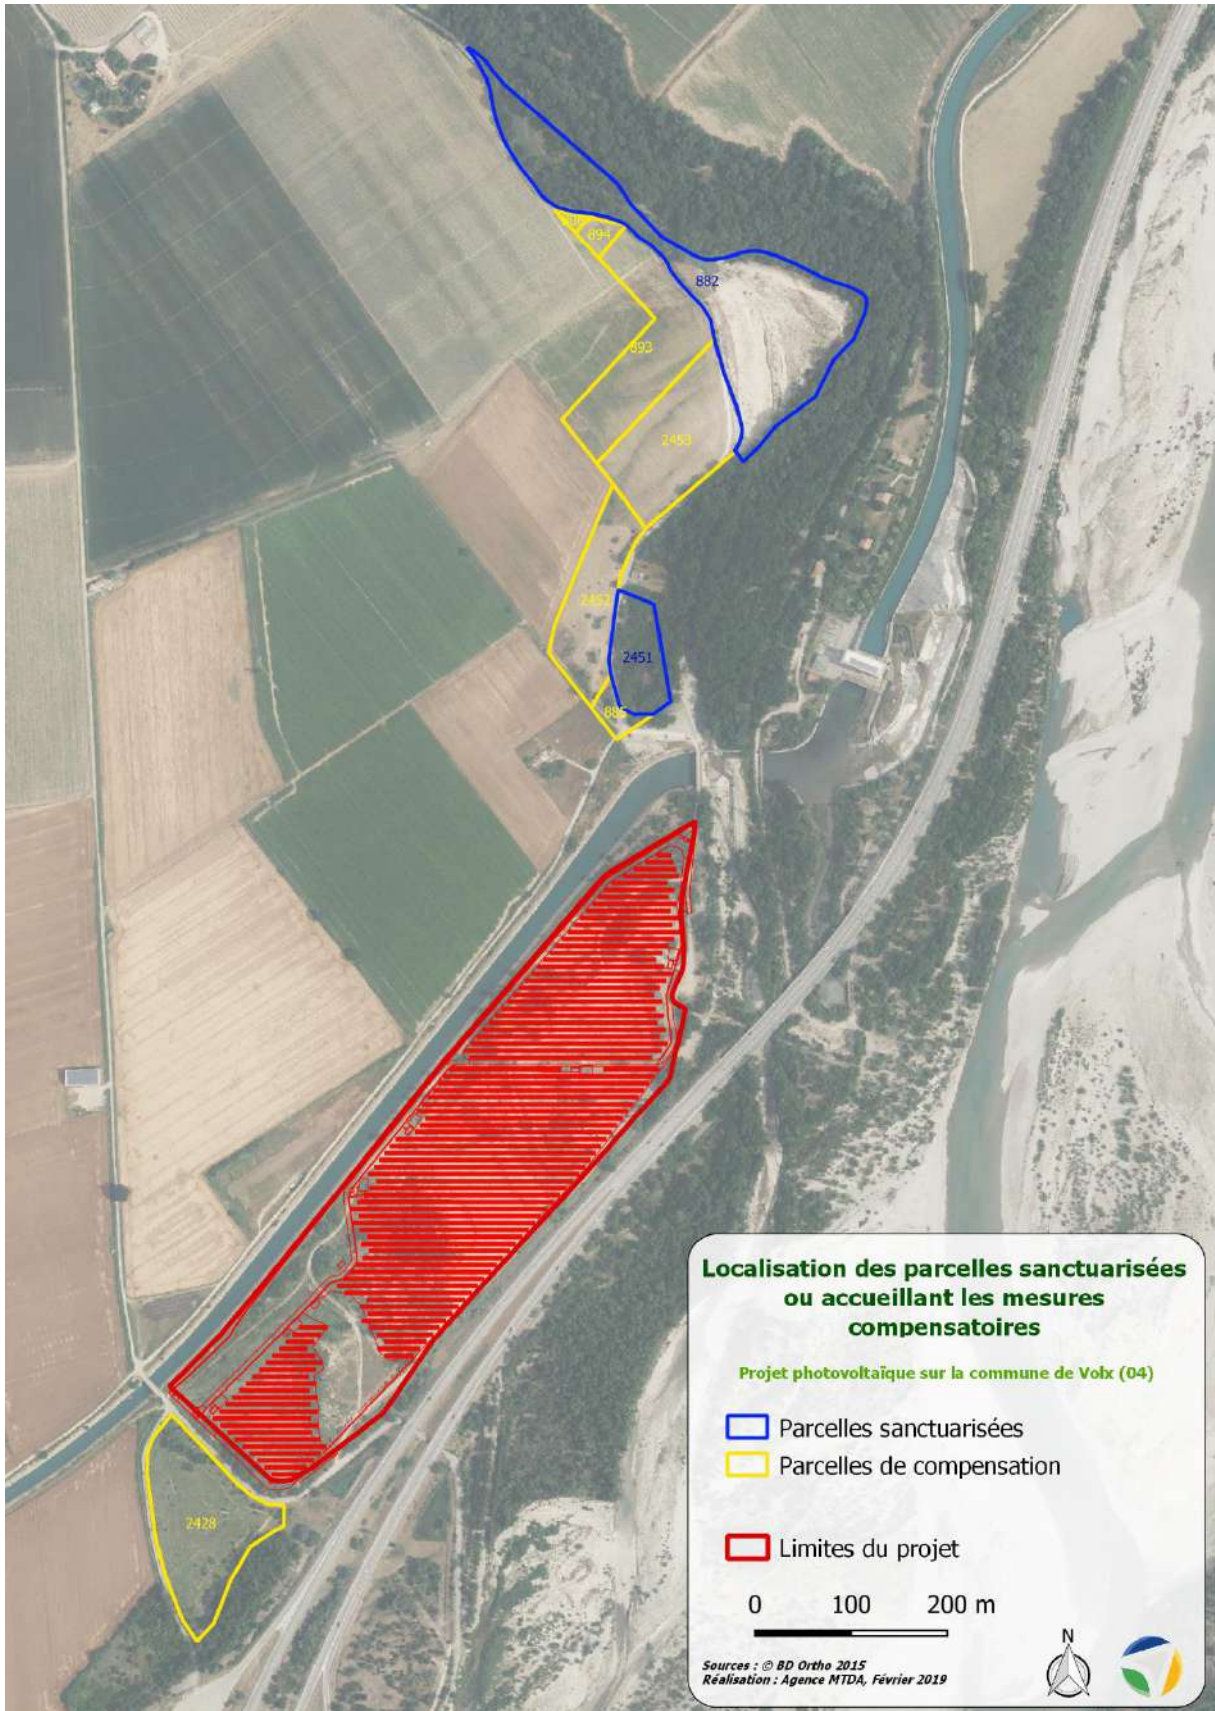 894
882
893
2453
2452
2451
885
2428
Localisation des parcelles sanctuarisées
ou accueillant les mesures
compensatoires
Projet photovoltaïque sur la commune de Volx (04)
Parcelles sanctuarisées
Parcelles de compensation
Limites du projet
0 100 200 m
N
Sources : © BD Ortho 2015
Réalisation : Agence MTDA, Février 2019